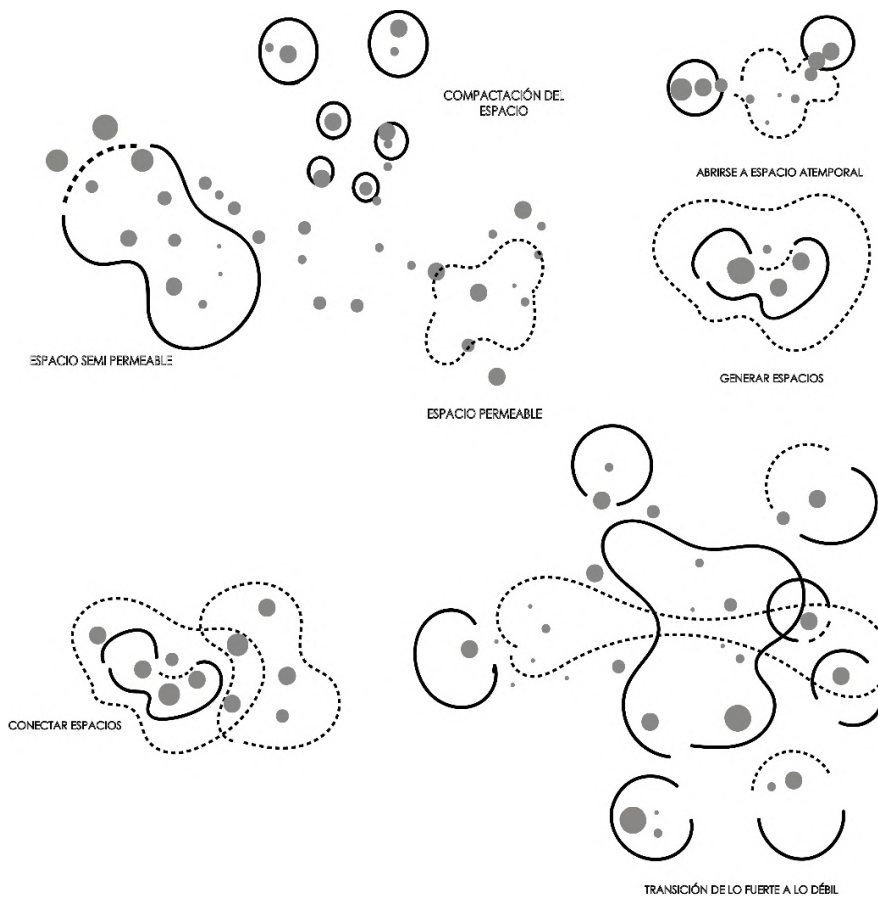 COMPACTACIÓN DEL
ESPACIO
ABRIRSE A ESPACIO ATEMPORAL
ESPACIO SEMI PERMEABLE
GENERAR ESPACIOS
ESPACIO PERMEABLE
CONECTAR ESPACIOS
TRANSICIÓN DE LO FUERTE A LO DÉBIL